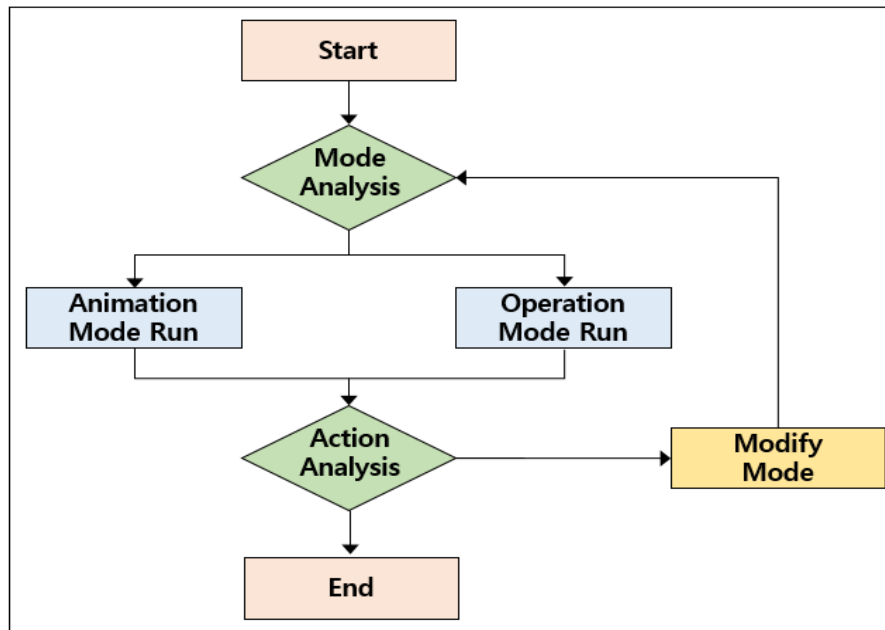 Start
Mode
Analysis
Animation
Mode Run
Operation
Mode Run
Action
Analysis
Modify
Mode
End